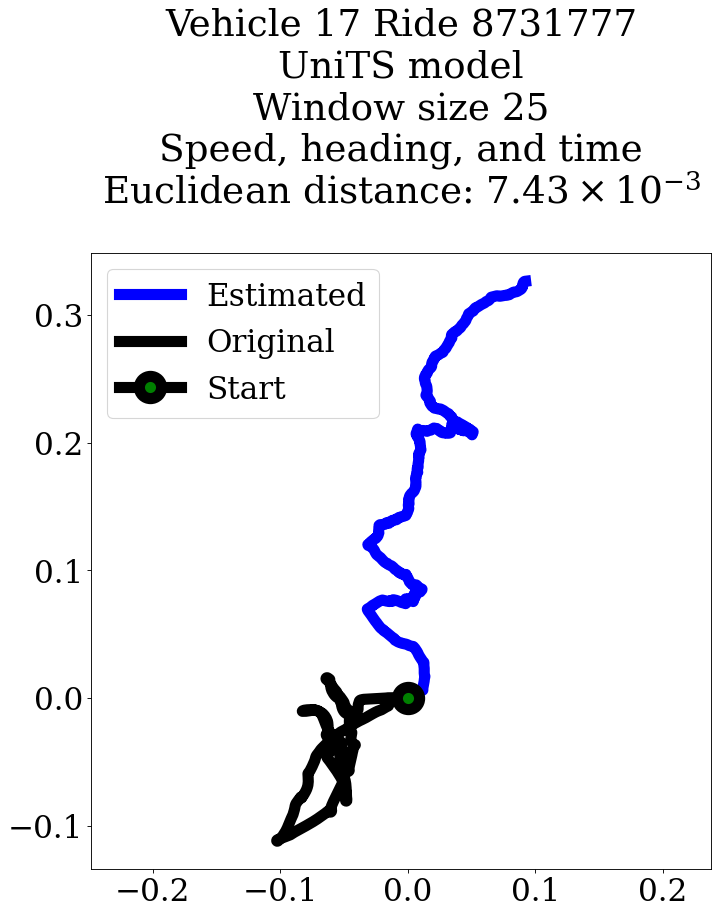 Vehicle 17 Ride 8731777
UniTS model
Window size 25
Speed, heading, and time
Euclidean distance: 7.43 × 10⁻³
Estimated
Original
Start
0.3
0.2
0.1
0.0
−0.1
−0.2 −0.1 0.0 0.1 0.2